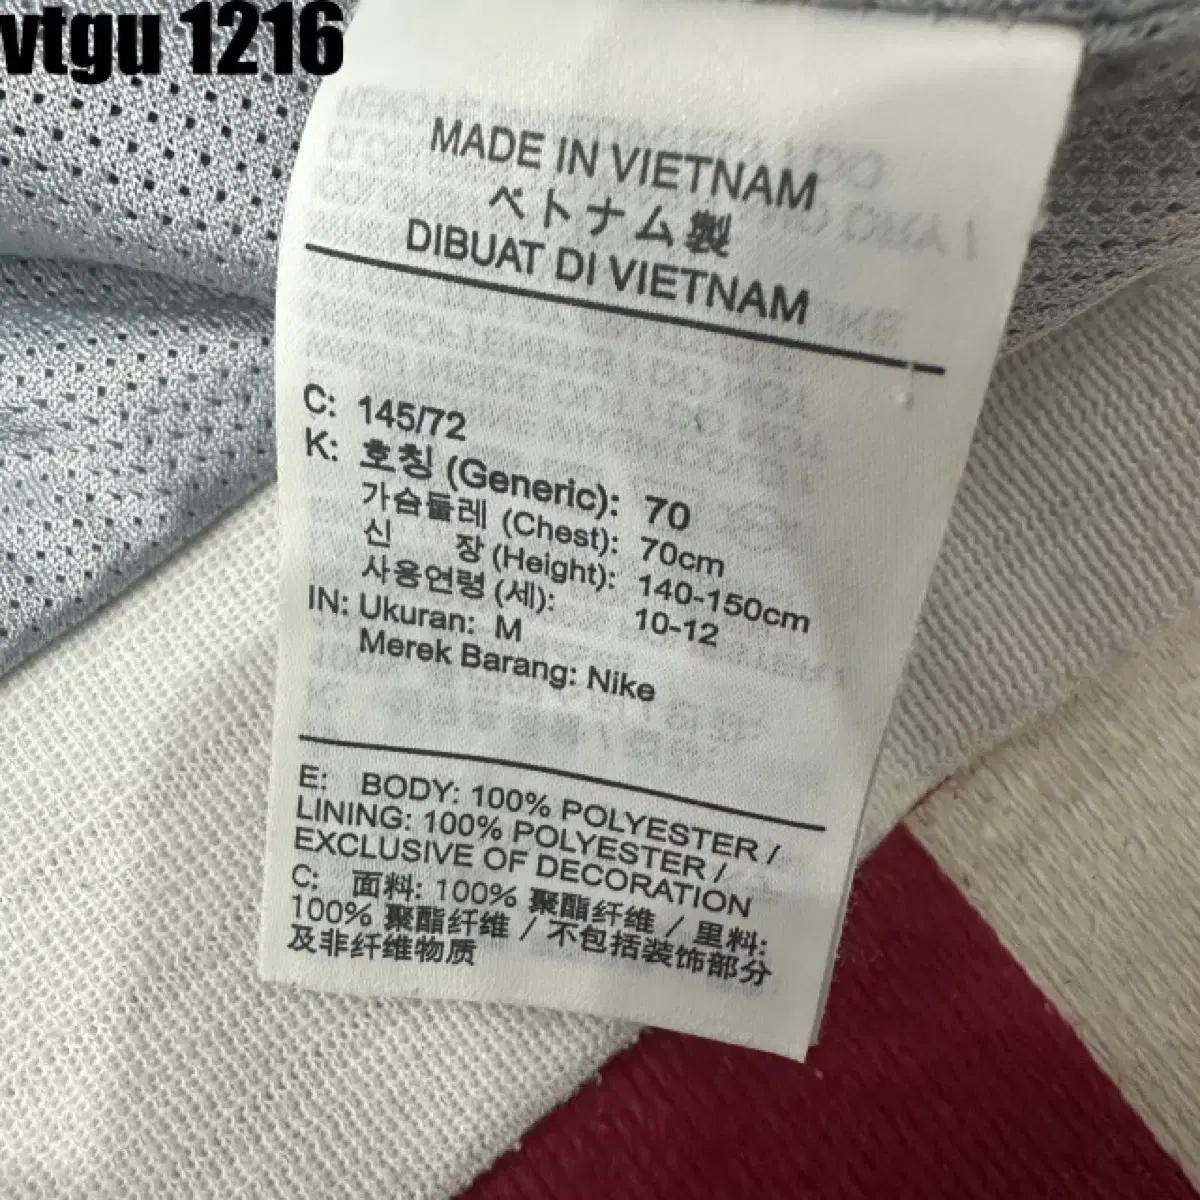 vtgu 1216
MADE IN VIETNAM
ベトナム製
DIBUAT DI VIETNAM
C: 145/72
K: 호칭 (Generic): 70
가슴둘레 (Chest): 70cm
신 장 (Height): 140-150cm
사용연령 (세): 10-12
IN: Ukuran: M
Merek Barang: Nike
E: BODY: 100% POLYESTER /
LINING: 100% POLYESTER /
EXCLUSIVE OF DECORATION
C: 面料: 100% 聚酯纤维 / 里料:
100% 聚酯纤维 / 不包括装饰部分
及非纤维物质